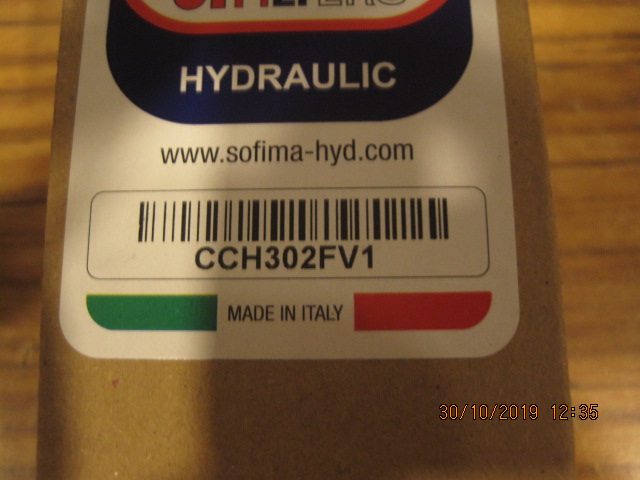 HYDRAULIC
www.sofima-hyd.com
CCH302FV1
MADE IN ITALY
30/10/2019 12:35